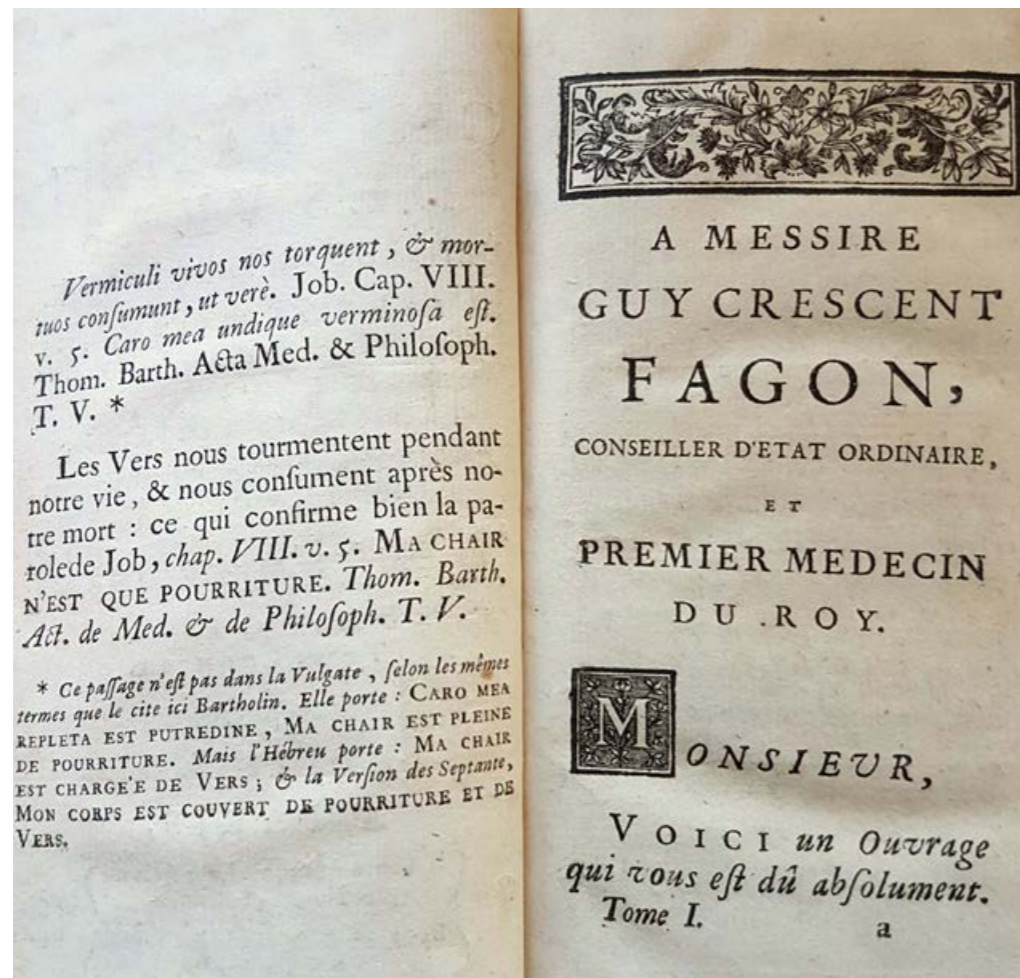 Vermiculi vivos nos torquent, & mor-
tuos conſumunt, ut verè. Job. Cap. VIII.
v. 5. Caro mea undique verminoſa eſt.
Thom. Barth. Acta Med. & Philoſoph.
T. V. *
Les Vers nous tourmentent pendant
notre vie, & nous conſument après no-
tre mort : ce qui confirme bien la pa-
rolede Job, chap. VIII. v. 5. MA CHAIR
N'EST QUE POURRITURE. Thom. Barth.
Act. de Med. & de Philoſoph. T. V.
* Ce paſſage n'eſt pas dans la Vulgate, ſelon les mêmes
termes que le cite ici Bartholin. Elle porte : CARO MEA
REPLETA EST PUTREDINE, MA CHAIR EST PLEINE
DE POURRITURE. Mais l'Hébreu porte : MA CHAIR
EST CHARGE'E DE VERS ; & la Verſion des Septante,
MON CORPS EST COUVERT DE POURRITURE ET DE
VERS.
A MESSIRE
GUY CRESCENT
FAGON,
CONSEILLER D'ETAT ORDINAIRE,
ET
PREMIER MEDECIN
DU .ROY.
MONSIEUR,
VOICI un Ouvrage
qui vous eſt dû abſolument.
Tome I. a